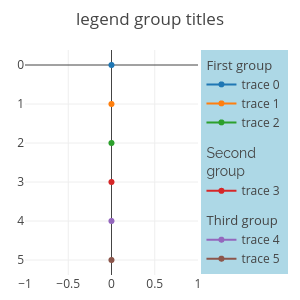 legend group titles
0
1
2
3
4
5
−1
−0.5
0
0.5
1
First group
trace 0
trace 1
trace 2
Second
group
trace 3
Third group
trace 4
trace 5